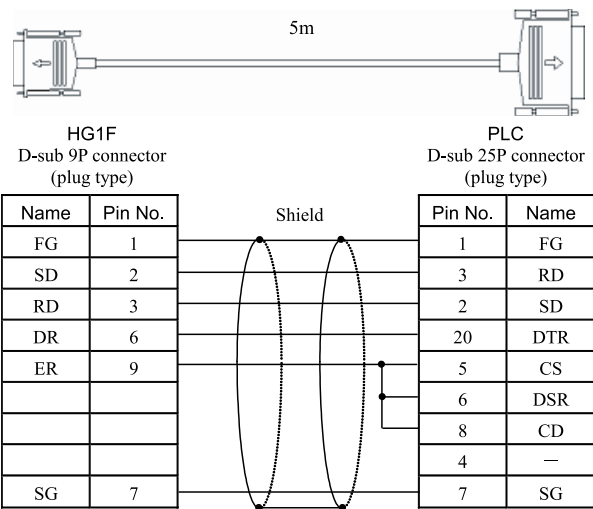 5m
HG1F
D-sub 9P connector
(plug type)
PLC
D-sub 25P connector
(plug type)
Name Pin No. Shield Pin No. Name
FG 1 1 FG
SD 2 3 RD
RD 3 2 SD
DR 6 20 DTR
ER 9 5 CS
6 DSR
8 CD
4 —
SG 7 7 SG